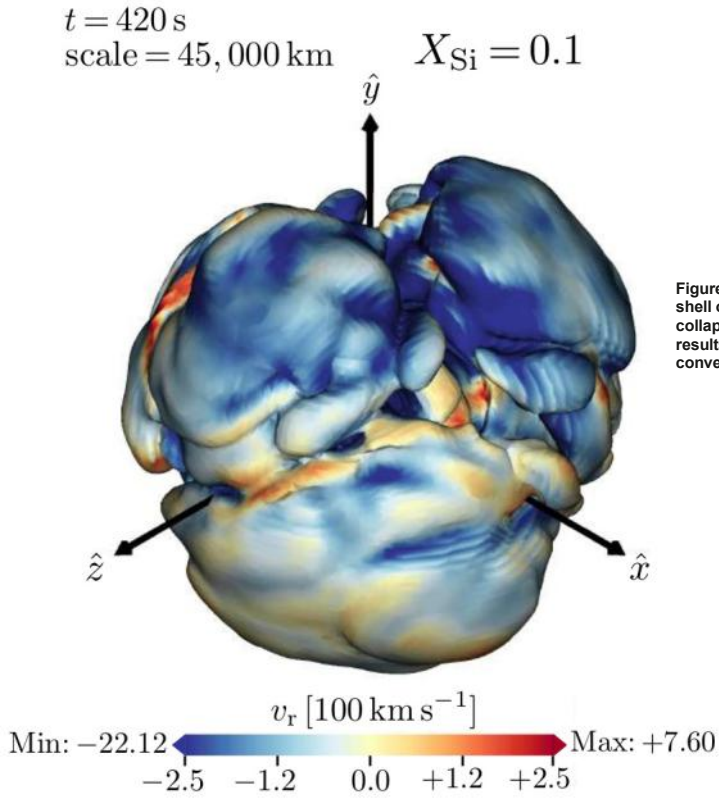 t = 420 s
scale = 45,000 km
X_Si = 0.1
ŷ
Figure
shell o
collap
result
conve
ẑ
x̂
v_r [100 km s⁻¹]
Min: −22.12
Max: +7.60
−2.5 −1.2 0.0 +1.2 +2.5